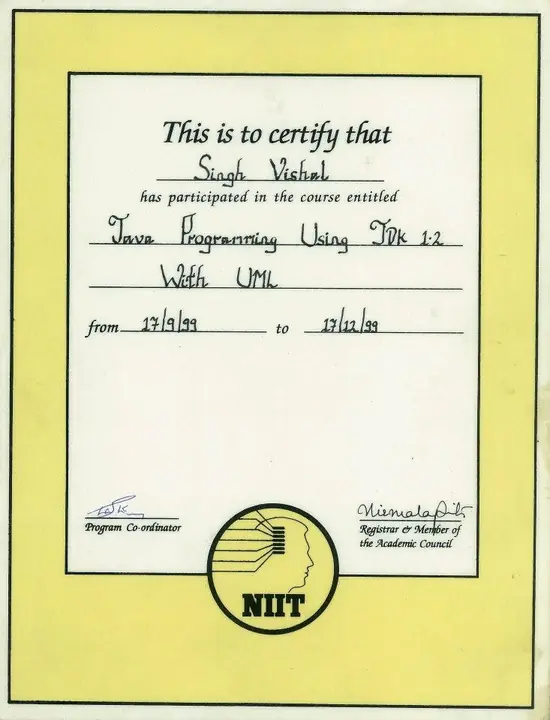 This is to certify that
Singh Vishal
has participated in the course entitled
Java Programming Using JDK 1.2
With UML
from 17/9/99 to 17/12/99
Program Co-ordinator
Registrar & Member of
the Academic Council
NIIT